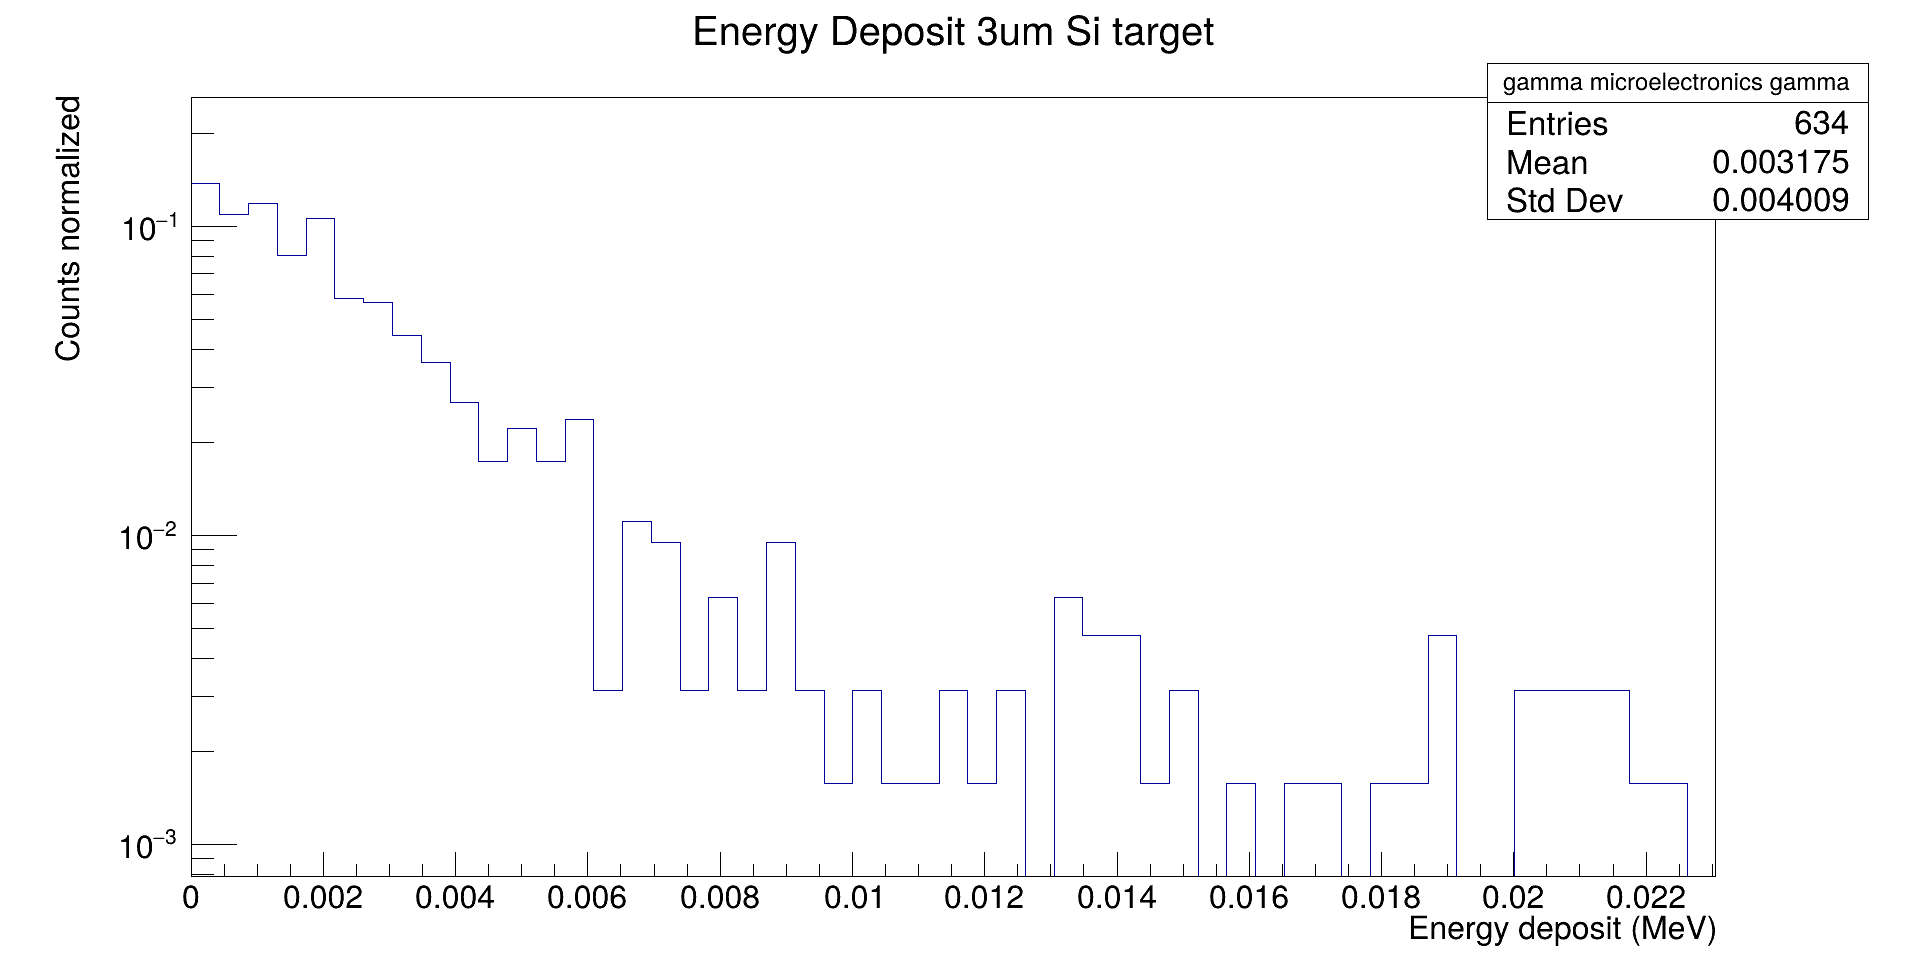 Energy Deposit 3um Si target
gamma microelectronics gamma
Entries 634
Mean 0.003175
Std Dev 0.004009
Counts normalized
10⁻¹
10⁻²
10⁻³
0 0.002 0.004 0.006 0.008 0.01 0.012 0.014 0.016 0.018 0.02 0.022
Energy deposit (MeV)